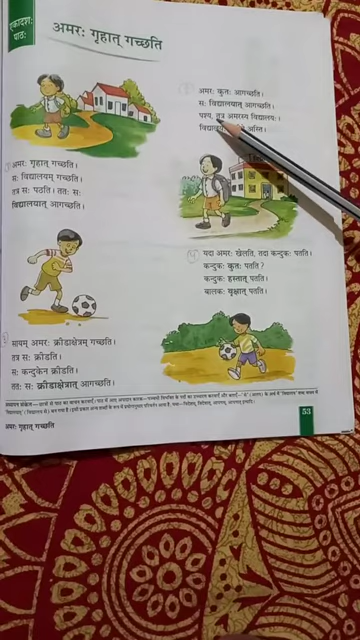 एकादशः
पाठः
अमरः गृहात् गच्छति
अमरः गृहात् गच्छति।
सः विद्यालयम् गच्छति।
तत्र सः पठति। ततः सः
विद्यालयात् आगच्छति।
अमरः कुतः आगच्छति।
सः विद्यालयात् आगच्छति।
पश्य, तत्र अमरस्य विद्यालयः।
अस्ति।
सायम् अमरः क्रीडाक्षेत्रम् गच्छति।
तत्र सः क्रीडति।
सः कन्दुकेन क्रीडति।
ततः सः क्रीडाक्षेत्रात् आगच्छति।
यदा अमरः खेलति, तदा कन्दुकः पतति।
कन्दुकः कुतः पतति?
कन्दुकः हस्तात् पतति।
बालकः वृक्षात् पतति।
53
अमरः गृहात् गच्छति